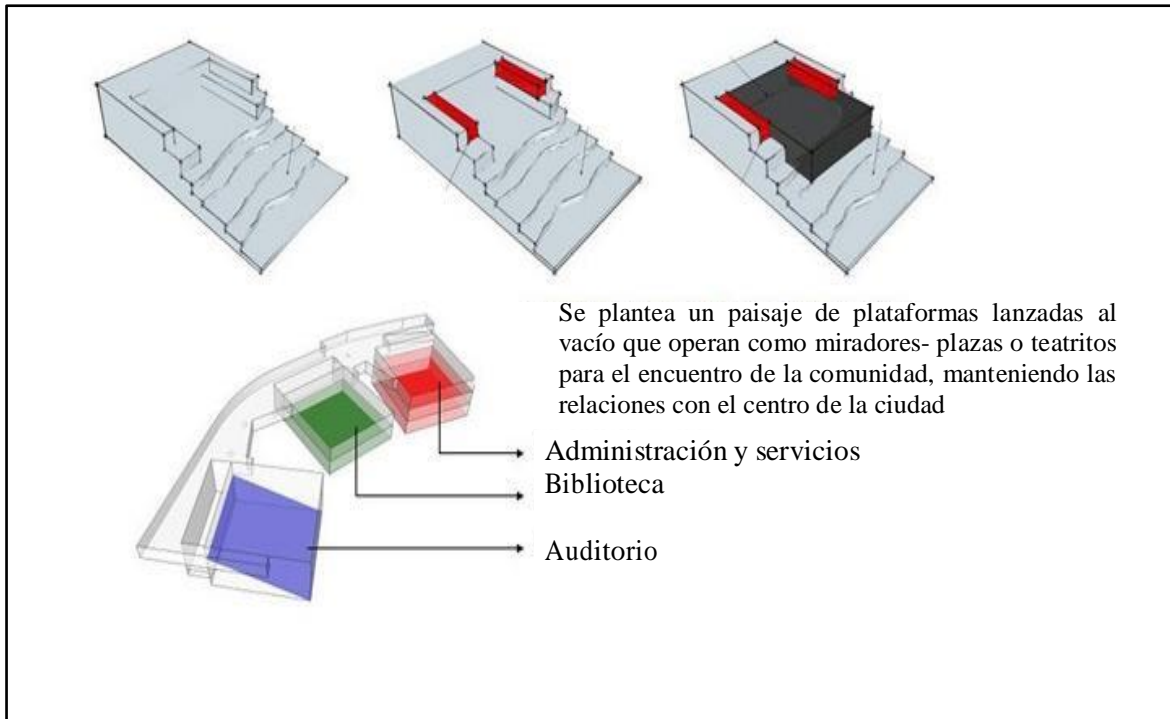 Se plantea un paisaje de plataformas lanzadas al
vacío que operan como miradores- plazas o teatritos
para el encuentro de la comunidad, manteniendo las
relaciones con el centro de la ciudad
Administración y servicios
Biblioteca
Auditorio